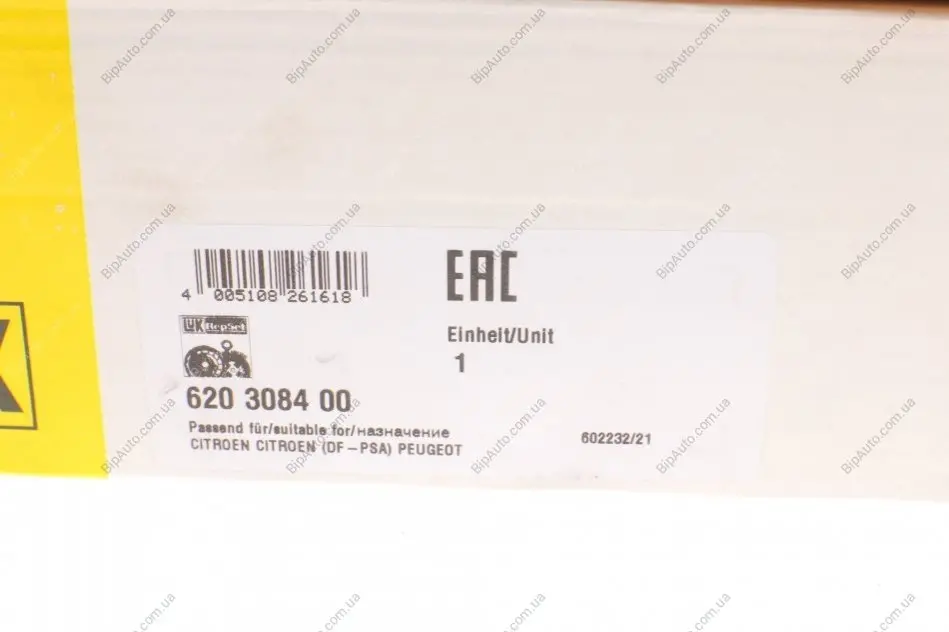 4 005108 261618
EAC
LuK RepSet
Einheit/Unit
1
620 3084 00
Passend für/suitable for/назначение
CITROEN CITROEN (DF-PSA) PEUGEOT
602232/21
BipAuto.com.ua